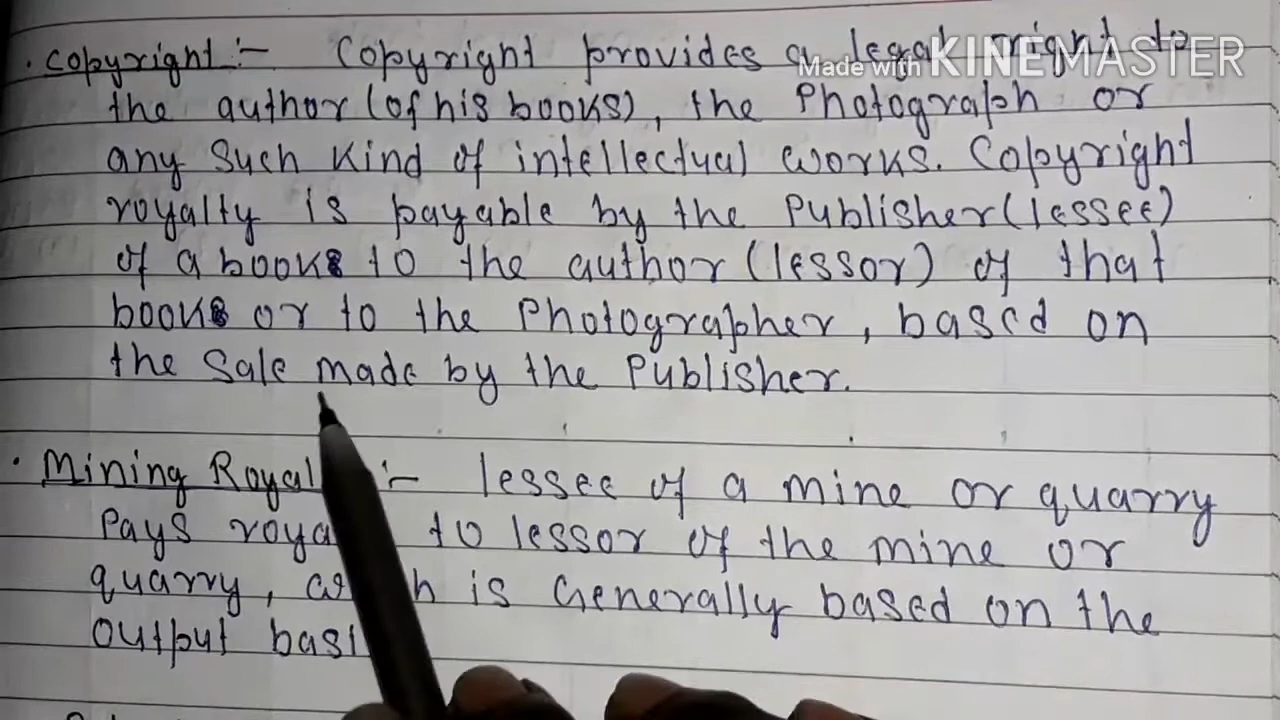 · Copyright :- Copyright provides a legal right to
Made with KINEMASTER
the author (of his books), the Photograph or
any Such Kind of intellectual works. Copyright
royalty is payable by the Publisher (lessee)
of a book to the author (lessor) of that
book or to the Photographer, based on
the Sale made by the Publisher.
· Mining Royal :- lessee of a mine or quarry
Pays roya to lessor of the mine or
quarry, w h is Generally based on the
Output basi